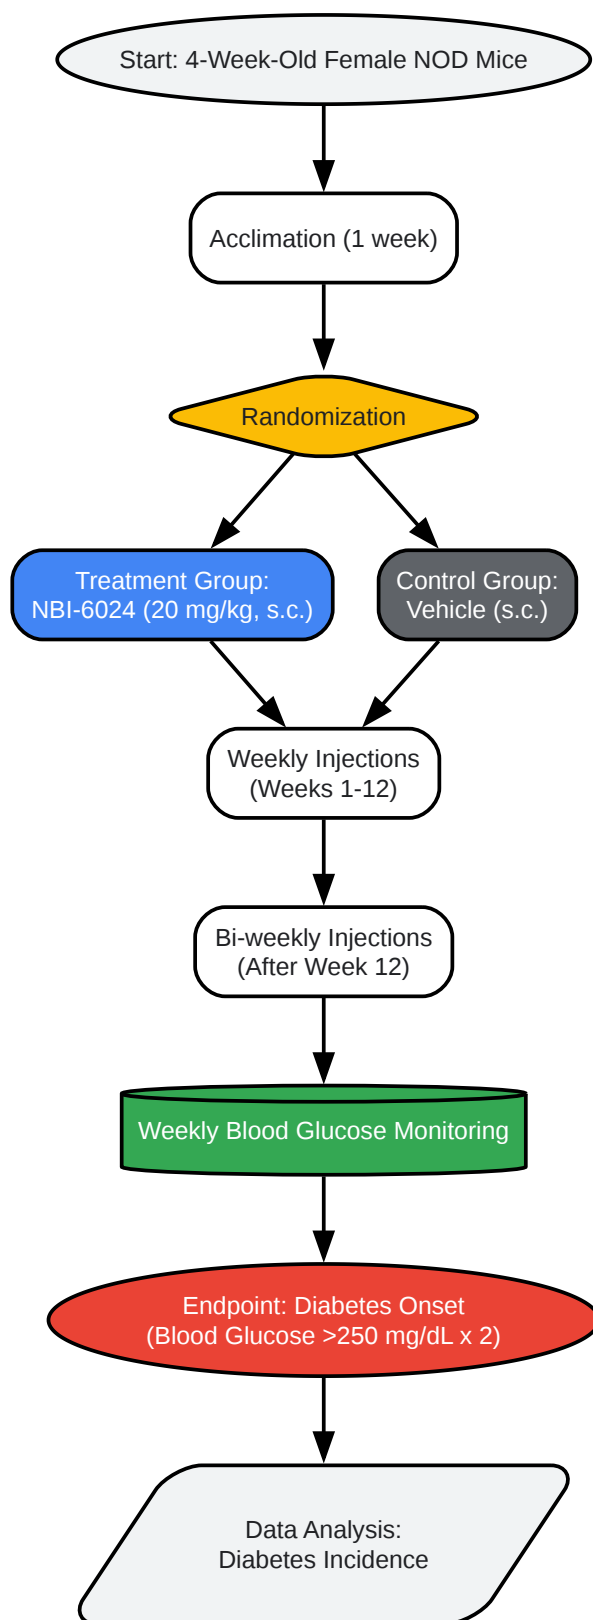 Start: 4-Week-Old Female NOD Mice
Acclimation (1 week)
Randomization
Treatment Group:
NBI-6024 (20 mg/kg, s.c.)
Control Group:
Vehicle (s.c.)
Weekly Injections
(Weeks 1-12)
Bi-weekly Injections
(After Week 12)
Weekly Blood Glucose Monitoring
Endpoint: Diabetes Onset
(Blood Glucose >250 mg/dL x 2)
Data Analysis:
Diabetes Incidence